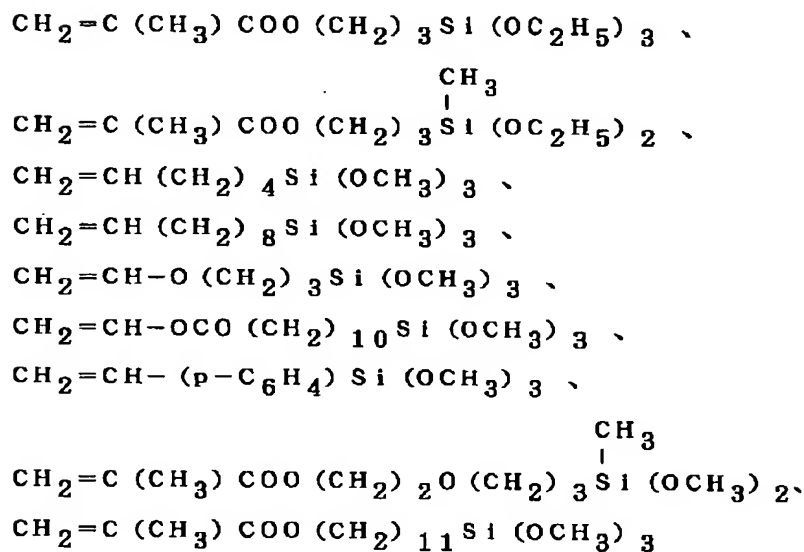 CH₂=C (CH₃) COO (CH₂) ₃Si (OC₂H₅) ₃ 、
CH₃
CH₂=C (CH₃) COO (CH₂) ₃Si (OC₂H₅) ₂ 、
CH₂=CH (CH₂) ₄Si (OCH₃) ₃ 、
CH₂=CH (CH₂) ₈Si (OCH₃) ₃ 、
CH₂=CH-O (CH₂) ₃Si (OCH₃) ₃ 、
CH₂=CH-OCO (CH₂) ₁₀Si (OCH₃) ₃ 、
CH₂=CH- (p-C₆H₄) Si (OCH₃) ₃ 、
CH₃
CH₂=C (CH₃) COO (CH₂) ₂O (CH₂) ₃Si (OCH₃) ₂、
CH₂=C (CH₃) COO (CH₂) ₁₁Si (OCH₃) ₃